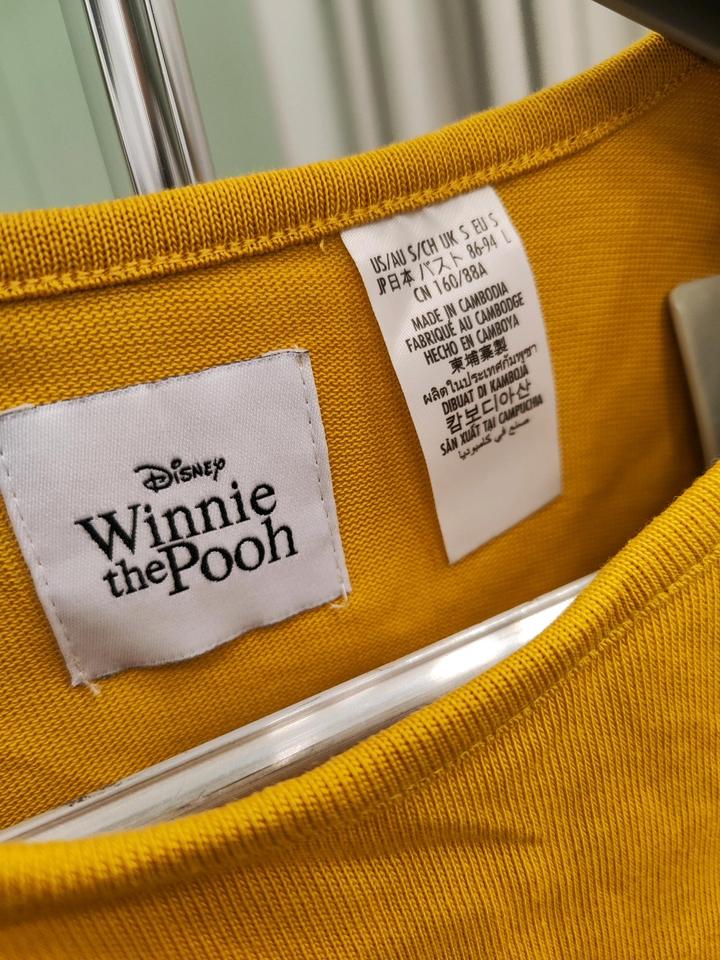 Disney
Winnie
the Pooh
US/AU S/CH UK S EU S
JP日本 バスト 86-94 L
CN 160/88A
MADE IN CAMBODIA
FABRIQUÉ AU CAMBODGE
HECHO EN CAMBOYA
柬埔寨製
ผลิตในประเทศกัมพูชา
DIBUAT DI KAMBOJA
캄보디아산
SẢN XUẤT TẠI CAMPUCHIA
صنع في كامبوديا